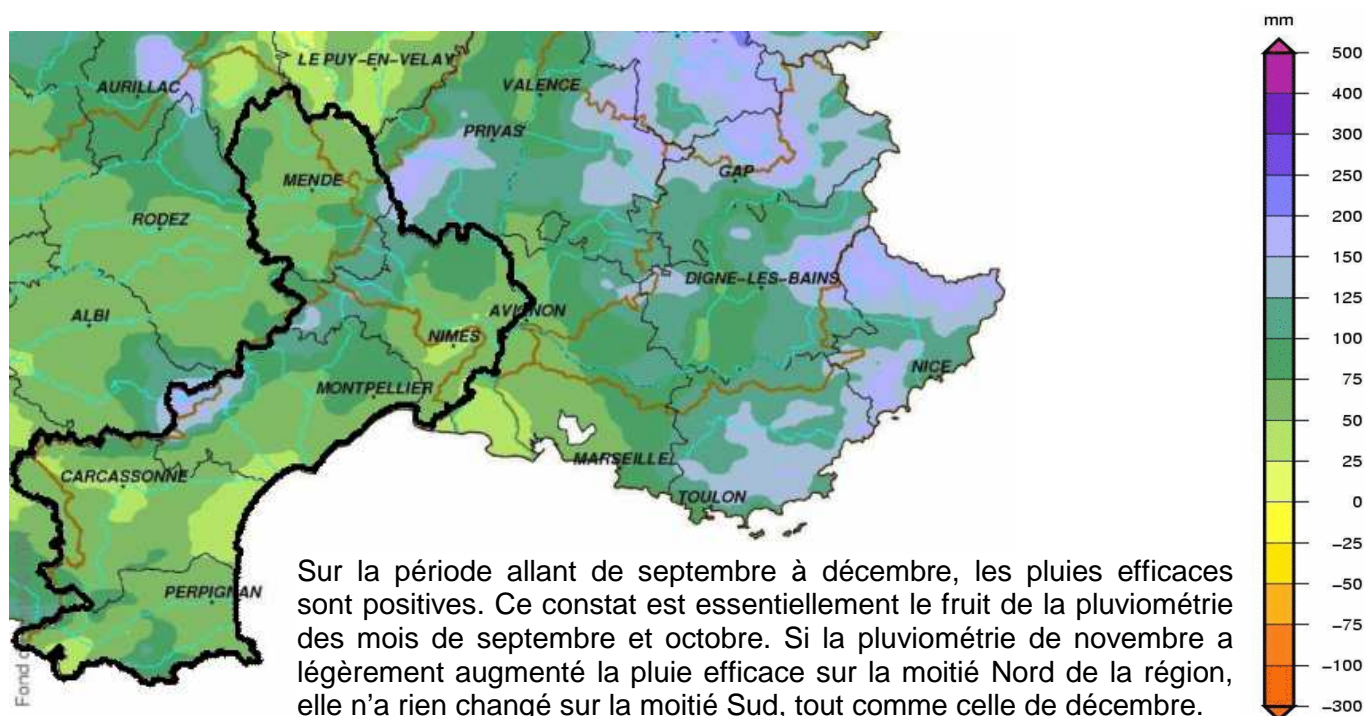 mm
500
400
300
250
200
150
125
100
75
50
25
0
−25
−50
−75
−100
−300
LE PUY−EN−VELAY
AURILLAC
VALENCE
PRIVAS
GAP
MENDE
RODEZ
DIGNE−LES−BAINS
ALBI
AVIGNON
NIMES
NICE
MONTPELLIER
MARSEILLE
CARCASSONNE
TOULON
PERPIGNAN
Fond d
Sur la période allant de septembre à décembre, les pluies efficaces
sont positives. Ce constat est essentiellement le fruit de la pluviométrie
des mois de septembre et octobre. Si la pluviométrie de novembre a
légèrement augmenté la pluie efficace sur la moitié Nord de la région,
elle n’a rien changé sur la moitié Sud, tout comme celle de décembre.